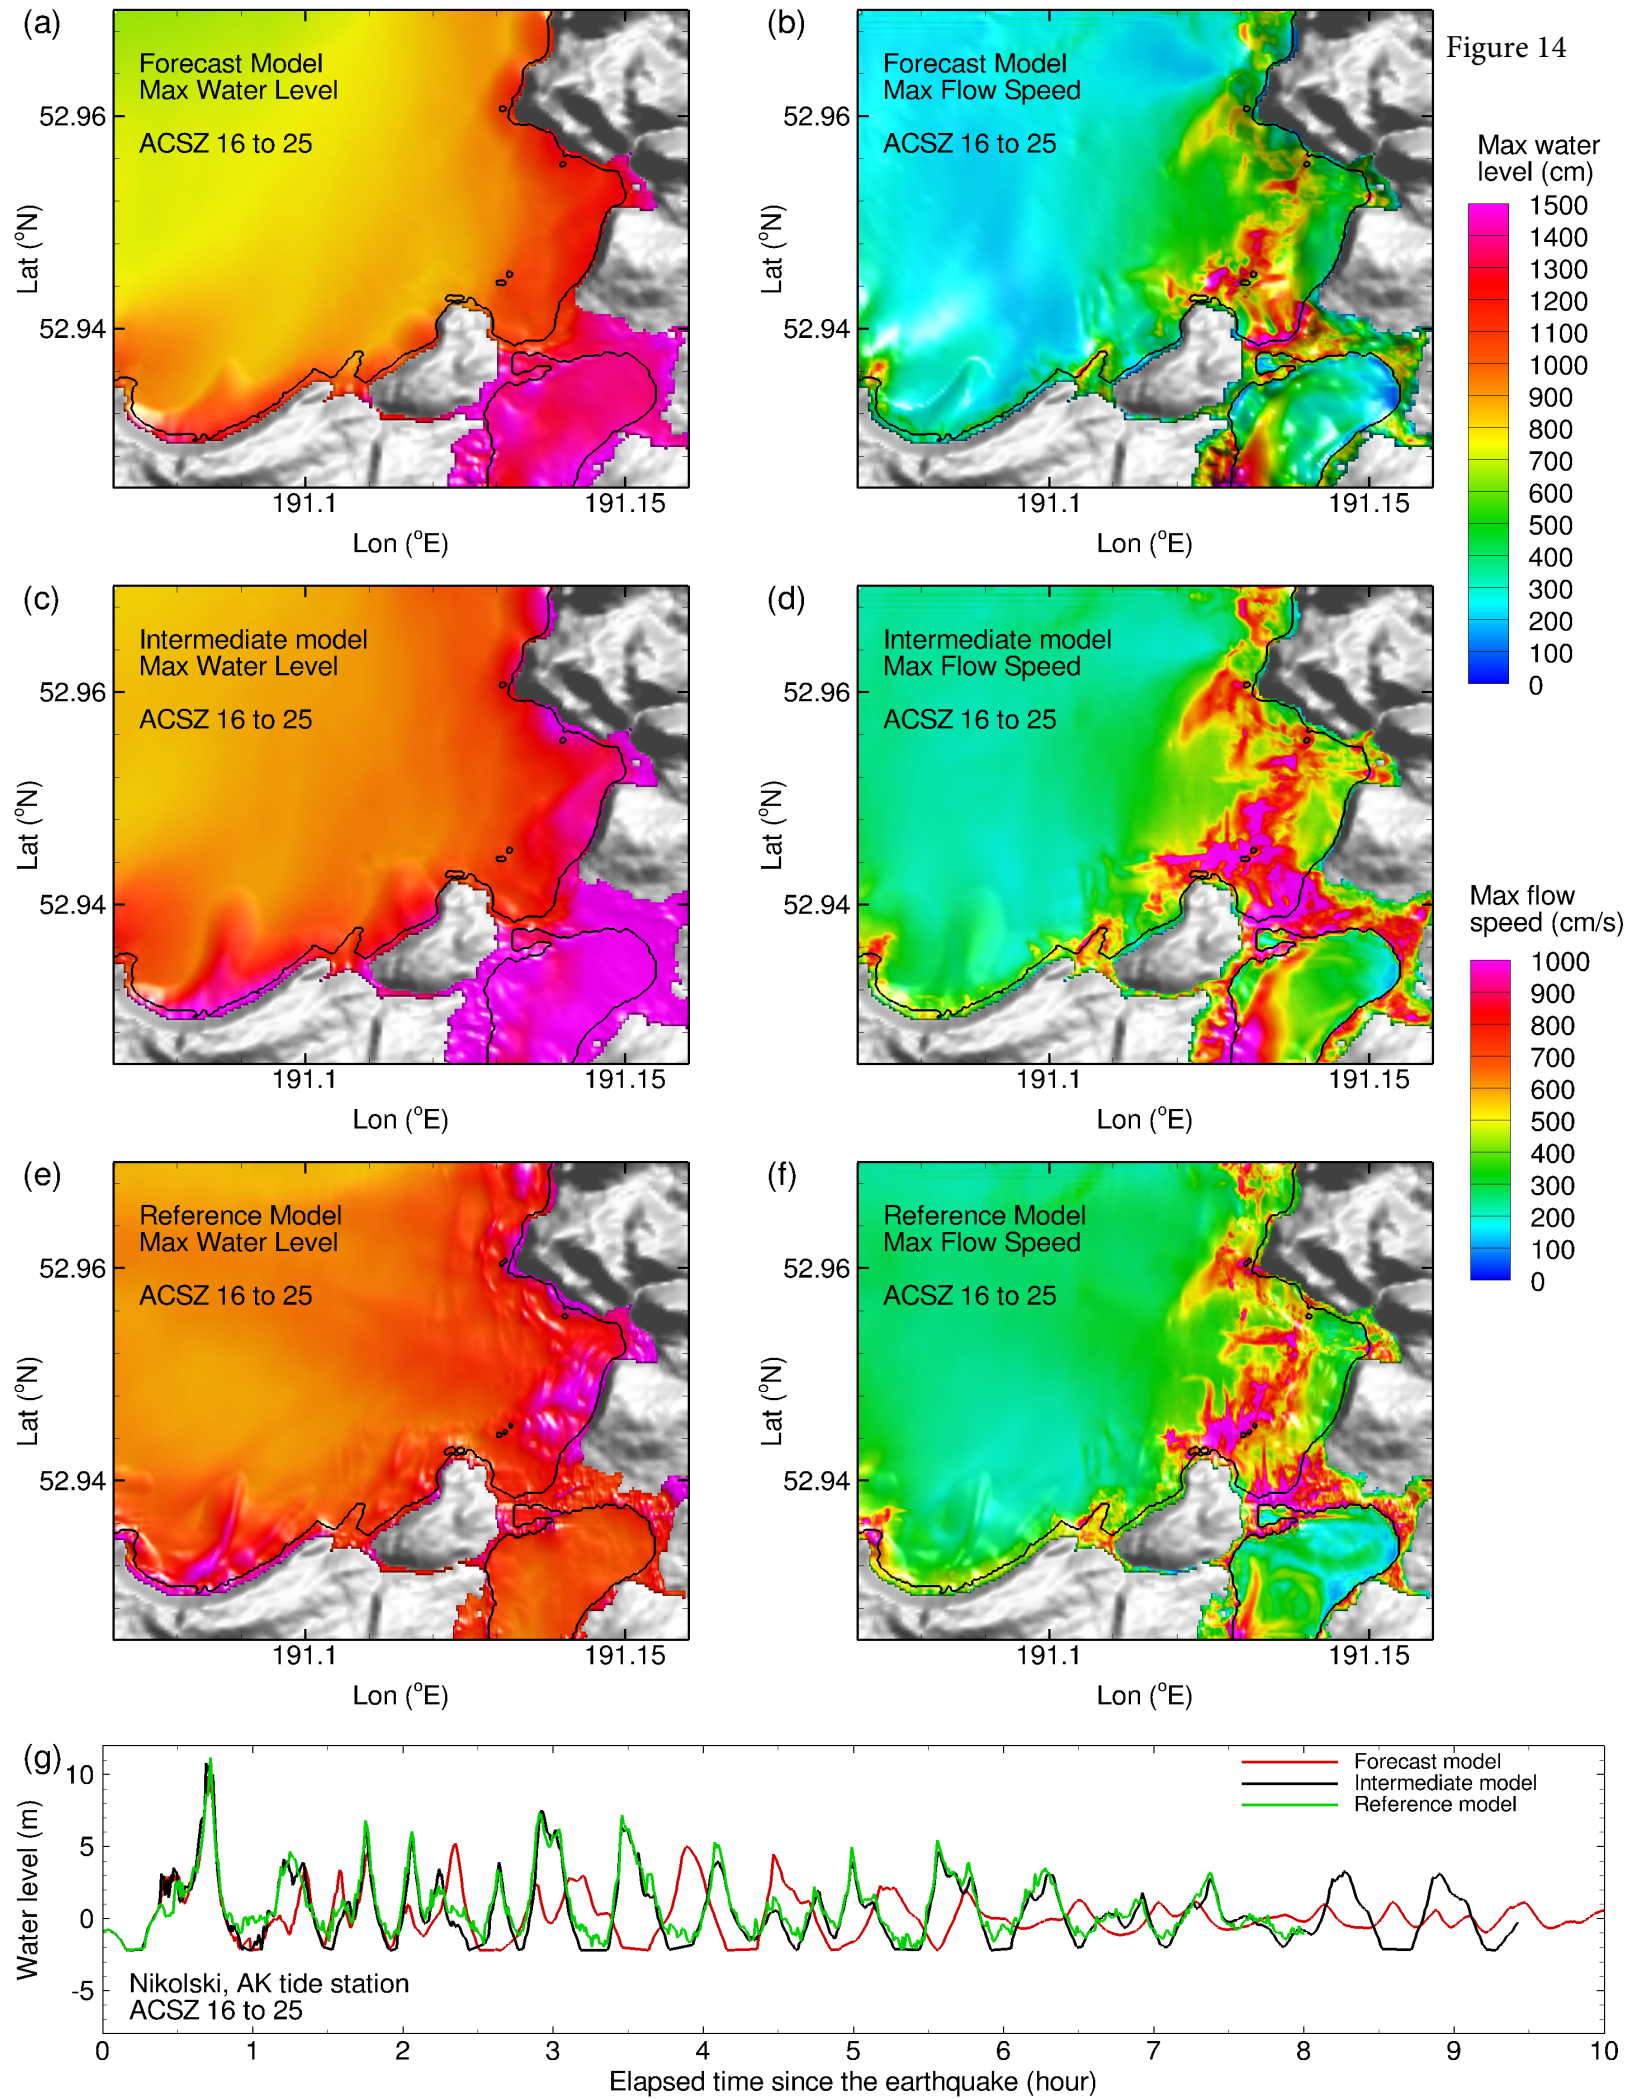 Figure 14
(a)
Forecast Model
Max Water Level
ACSZ 16 to 25
52.96
52.94
Lat (°N)
191.1
191.15
Lon (°E)
(b)
Forecast Model
Max Flow Speed
ACSZ 16 to 25
52.96
52.94
Lat (°N)
191.1
191.15
Lon (°E)
Max water
level (cm)
1500
1400
1300
1200
1100
1000
900
800
700
600
500
400
300
200
100
0
(c)
Intermediate model
Max Water Level
ACSZ 16 to 25
52.96
52.94
Lat (°N)
191.1
191.15
Lon (°E)
(d)
Intermediate model
Max Flow Speed
ACSZ 16 to 25
52.96
52.94
Lat (°N)
191.1
191.15
Lon (°E)
Max flow
speed (cm/s)
1000
900
800
700
600
500
400
300
200
100
0
(e)
Reference Model
Max Water Level
ACSZ 16 to 25
52.96
52.94
Lat (°N)
191.1
191.15
Lon (°E)
(f)
Reference Model
Max Flow Speed
ACSZ 16 to 25
52.96
52.94
Lat (°N)
191.1
191.15
Lon (°E)
(g)
10
5
0
-5
Water level (m)
Forecast model
Intermediate model
Reference model
Nikolski, AK tide station
ACSZ 16 to 25
0 1 2 3 4 5 6 7 8 9 10
Elapsed time since the earthquake (hour)